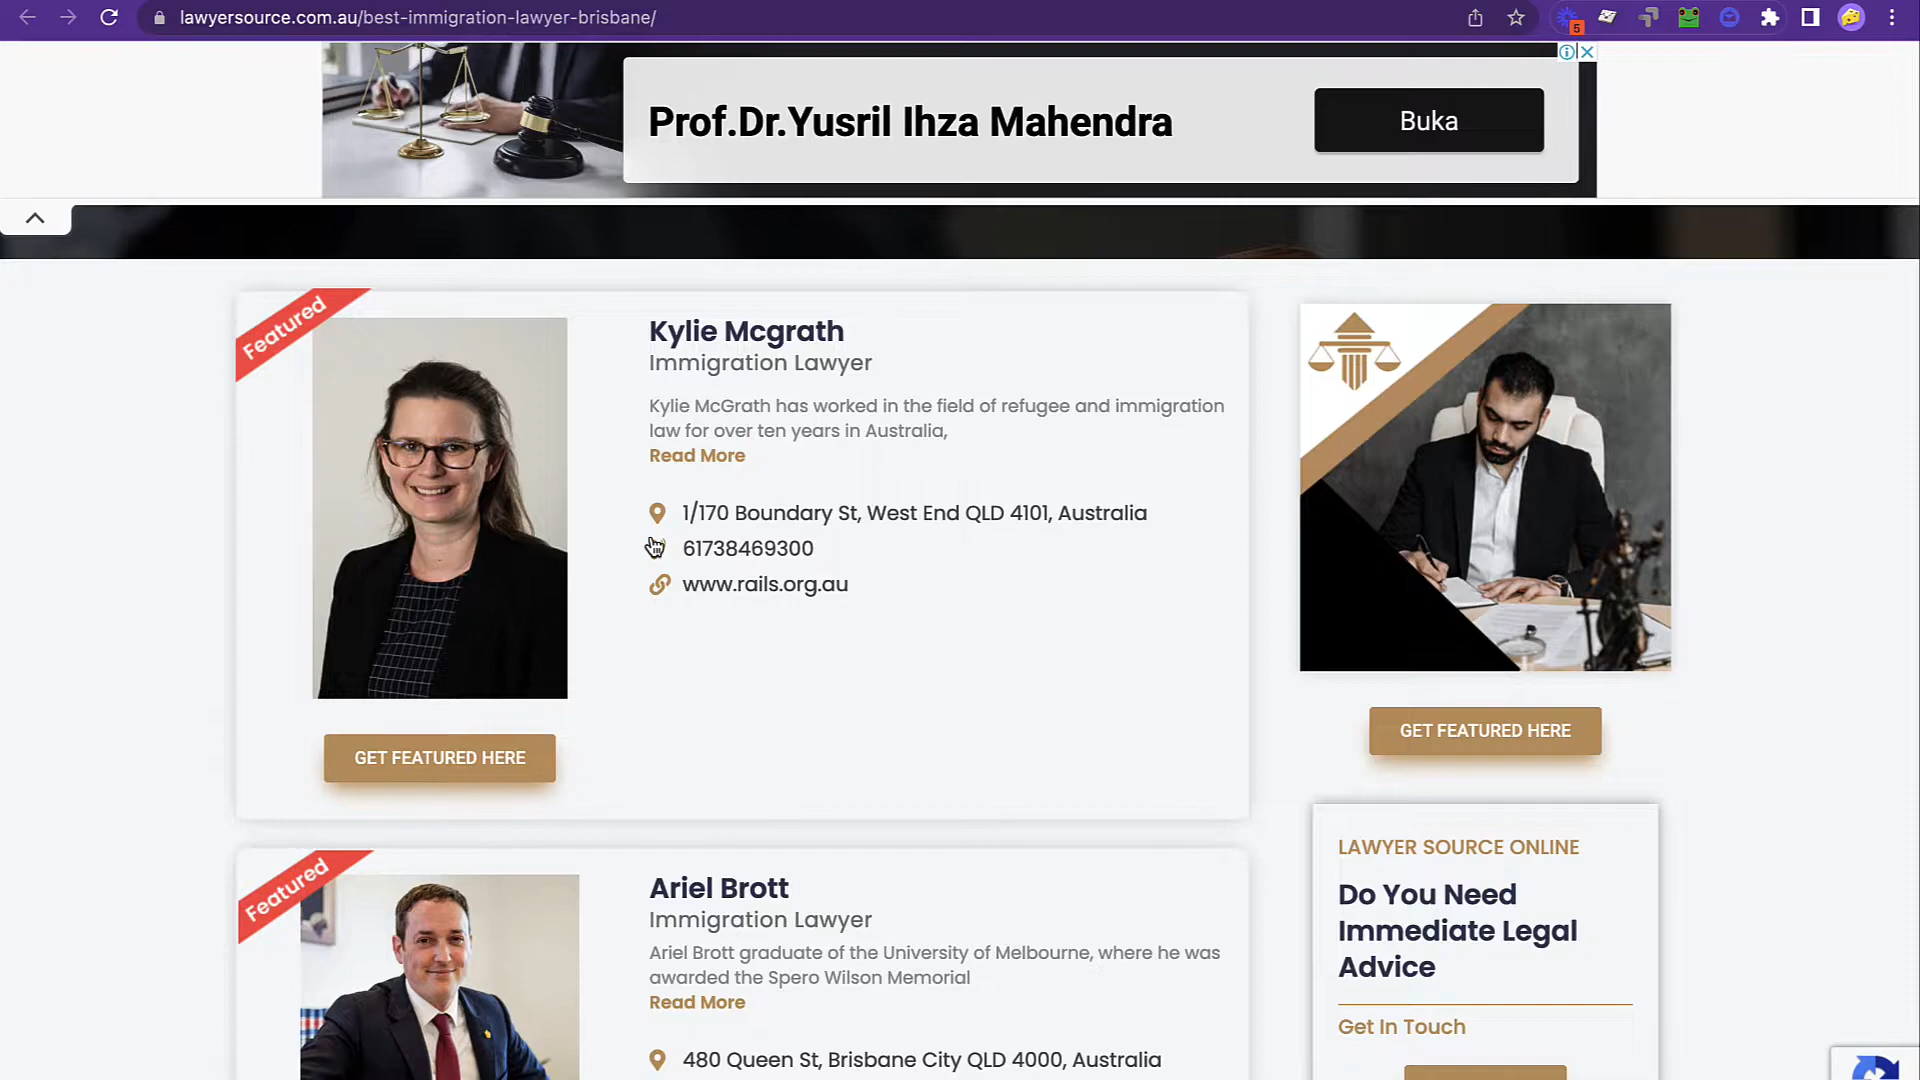 lawyersource.com.au/best-immigration-lawyer-brisbane/
5
Prof.Dr.Yusril Ihza Mahendra
Buka
Featured
Kylie Mcgrath
Immigration Lawyer
Kylie McGrath has worked in the field of refugee and immigration
law for over ten years in Australia,
Read More
1/170 Boundary St, West End QLD 4101, Australia
61738469300
www.rails.org.au
GET FEATURED HERE
Featured
Ariel Brott
Immigration Lawyer
Ariel Brott graduate of the University of Melbourne, where he was
awarded the Spero Wilson Memorial
Read More
480 Queen St, Brisbane City QLD 4000, Australia
GET FEATURED HERE
LAWYER SOURCE ONLINE
Do You Need
Immediate Legal
Advice
Get In Touch